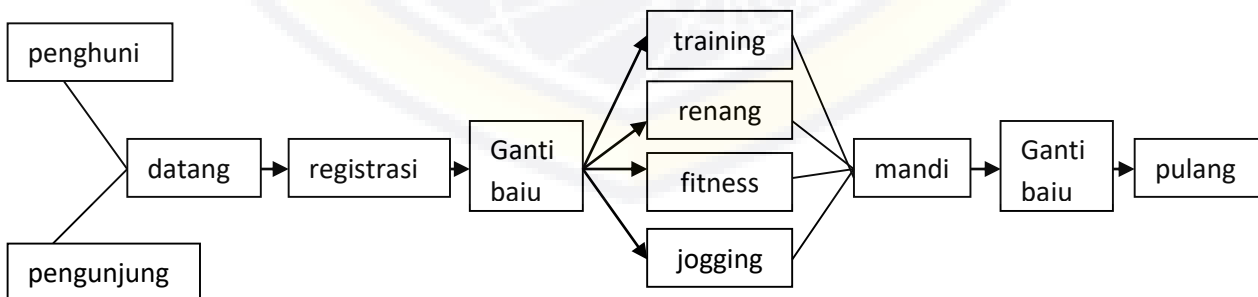 penghuni
pengunjung
datang
registrasi
Ganti
baiu
training
renang
fitness
jogging
mandi
Ganti
baiu
pulang